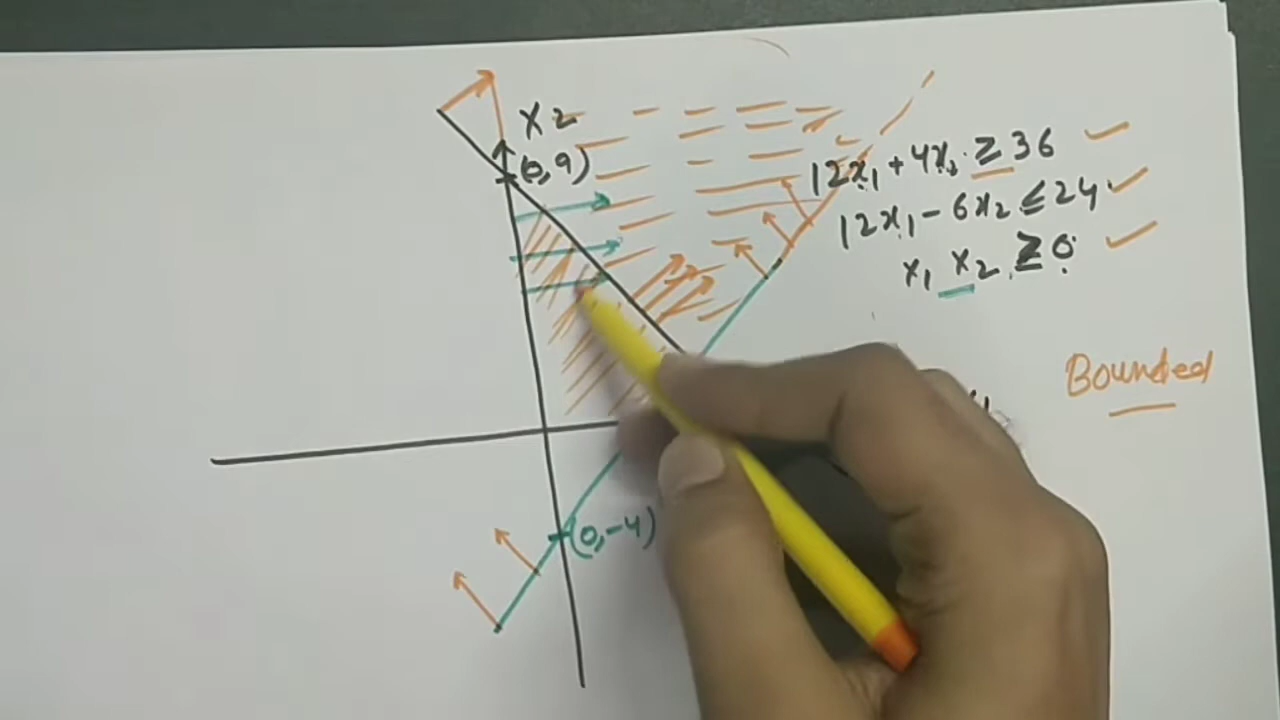 x2
(0,9)
12x₁ + 4x₂ ≥ 36
12x₁ - 6x₂ ≤ 24
x₁ x₂ ≥ 0
Bounded
(0,-4)